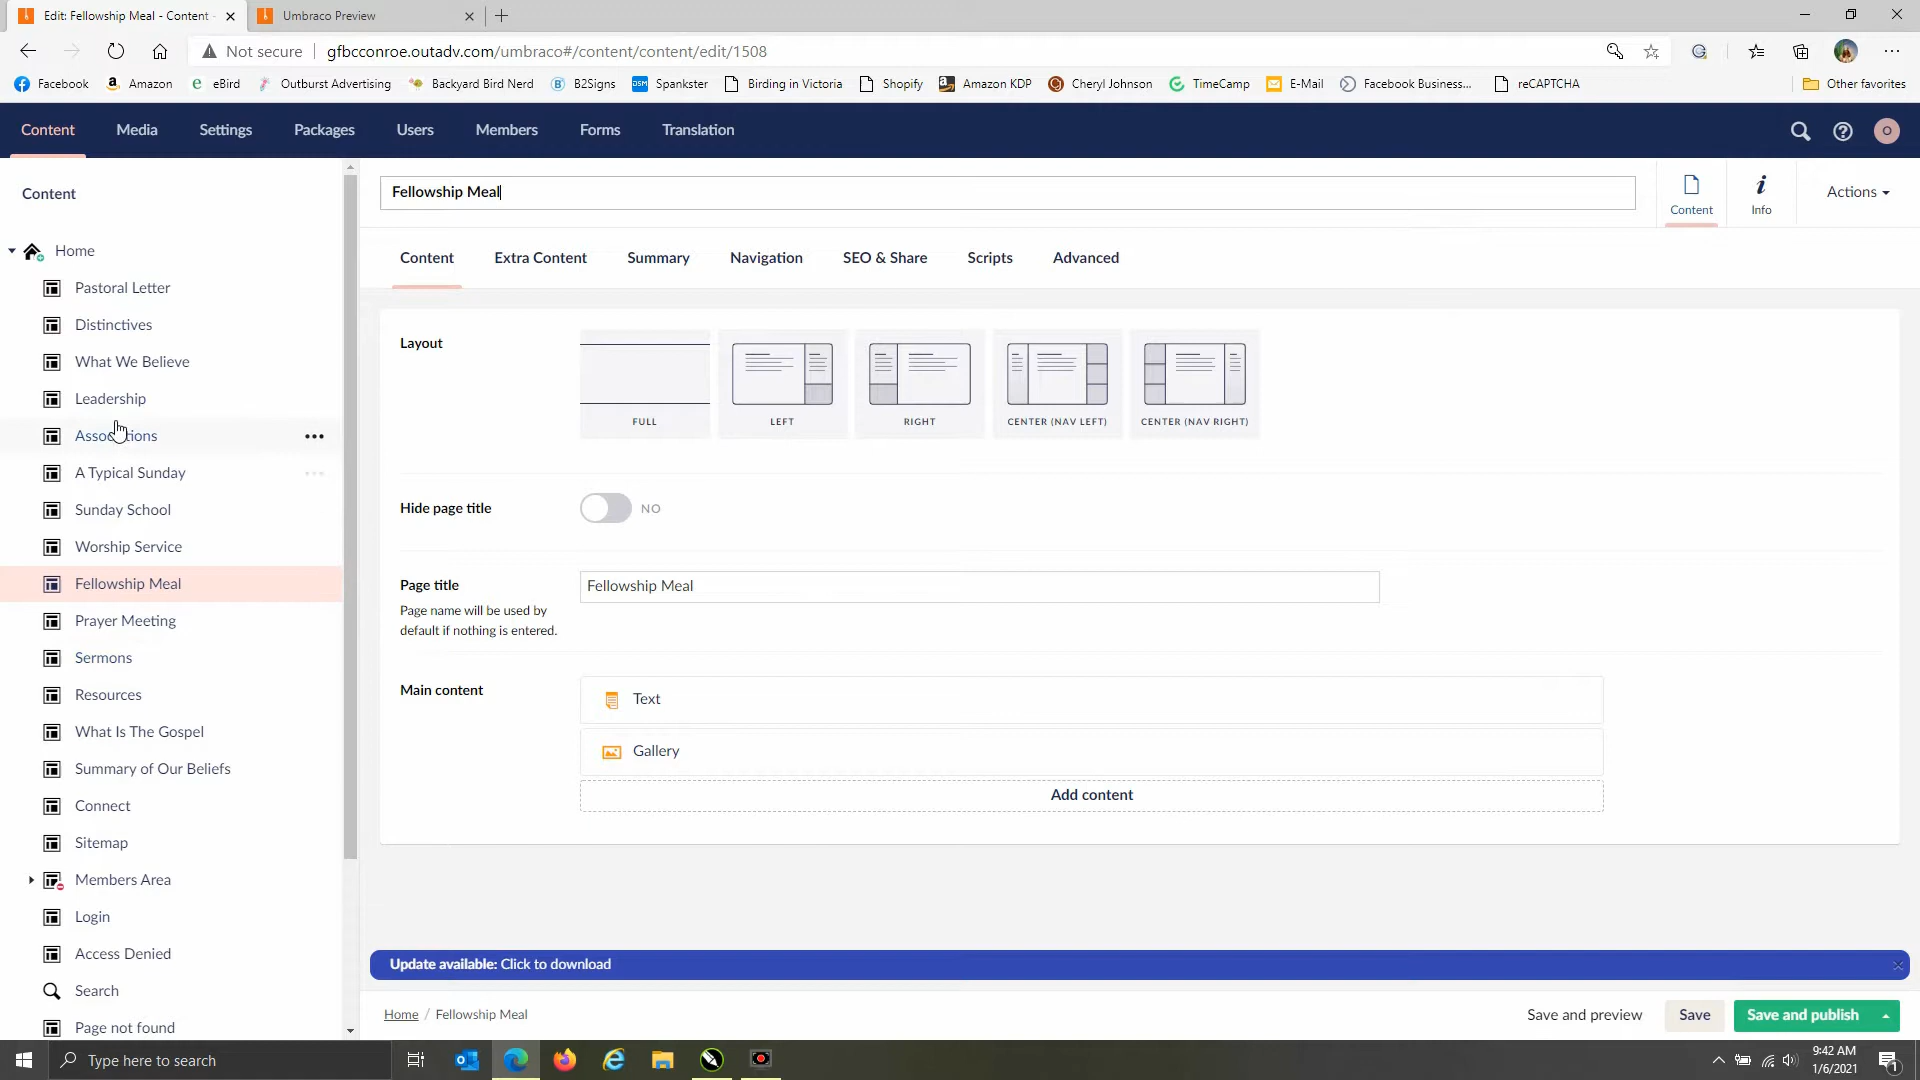 Edit: Fellowship Meal - Content -
Umbraco Preview
Not secure
gfbcconroe.outadv.com/umbraco#/content/content/edit/1508
Facebook
Amazon
eBird
Outburst Advertising
Backyard Bird Nerd
B2Signs
Spankster
Birding in Victoria
Shopify
Amazon KDP
Cheryl Johnson
TimeCamp
E-Mail
Facebook Business...
reCAPTCHA
Other favorites
Content
Media
Settings
Packages
Users
Members
Forms
Translation
O
Content
Home
Pastoral Letter
Distinctives
What We Believe
Leadership
Associations
A Typical Sunday
Sunday School
Worship Service
Fellowship Meal
Prayer Meeting
Sermons
Resources
What Is The Gospel
Summary of Our Beliefs
Connect
Sitemap
Members Area
Login
Access Denied
Search
Page not found
Fellowship Meal
Content
Info
Actions
Content
Extra Content
Summary
Navigation
SEO & Share
Scripts
Advanced
Layout
FULL
LEFT
RIGHT
CENTER (NAV LEFT)
CENTER (NAV RIGHT)
Hide page title
NO
Page title
Page name will be used by
default if nothing is entered.
Fellowship Meal
Main content
Text
Gallery
Add content
Update available: Click to download
Home / Fellowship Meal
Save and preview
Save
Save and publish
Type here to search
9:42 AM
1/6/2021
1